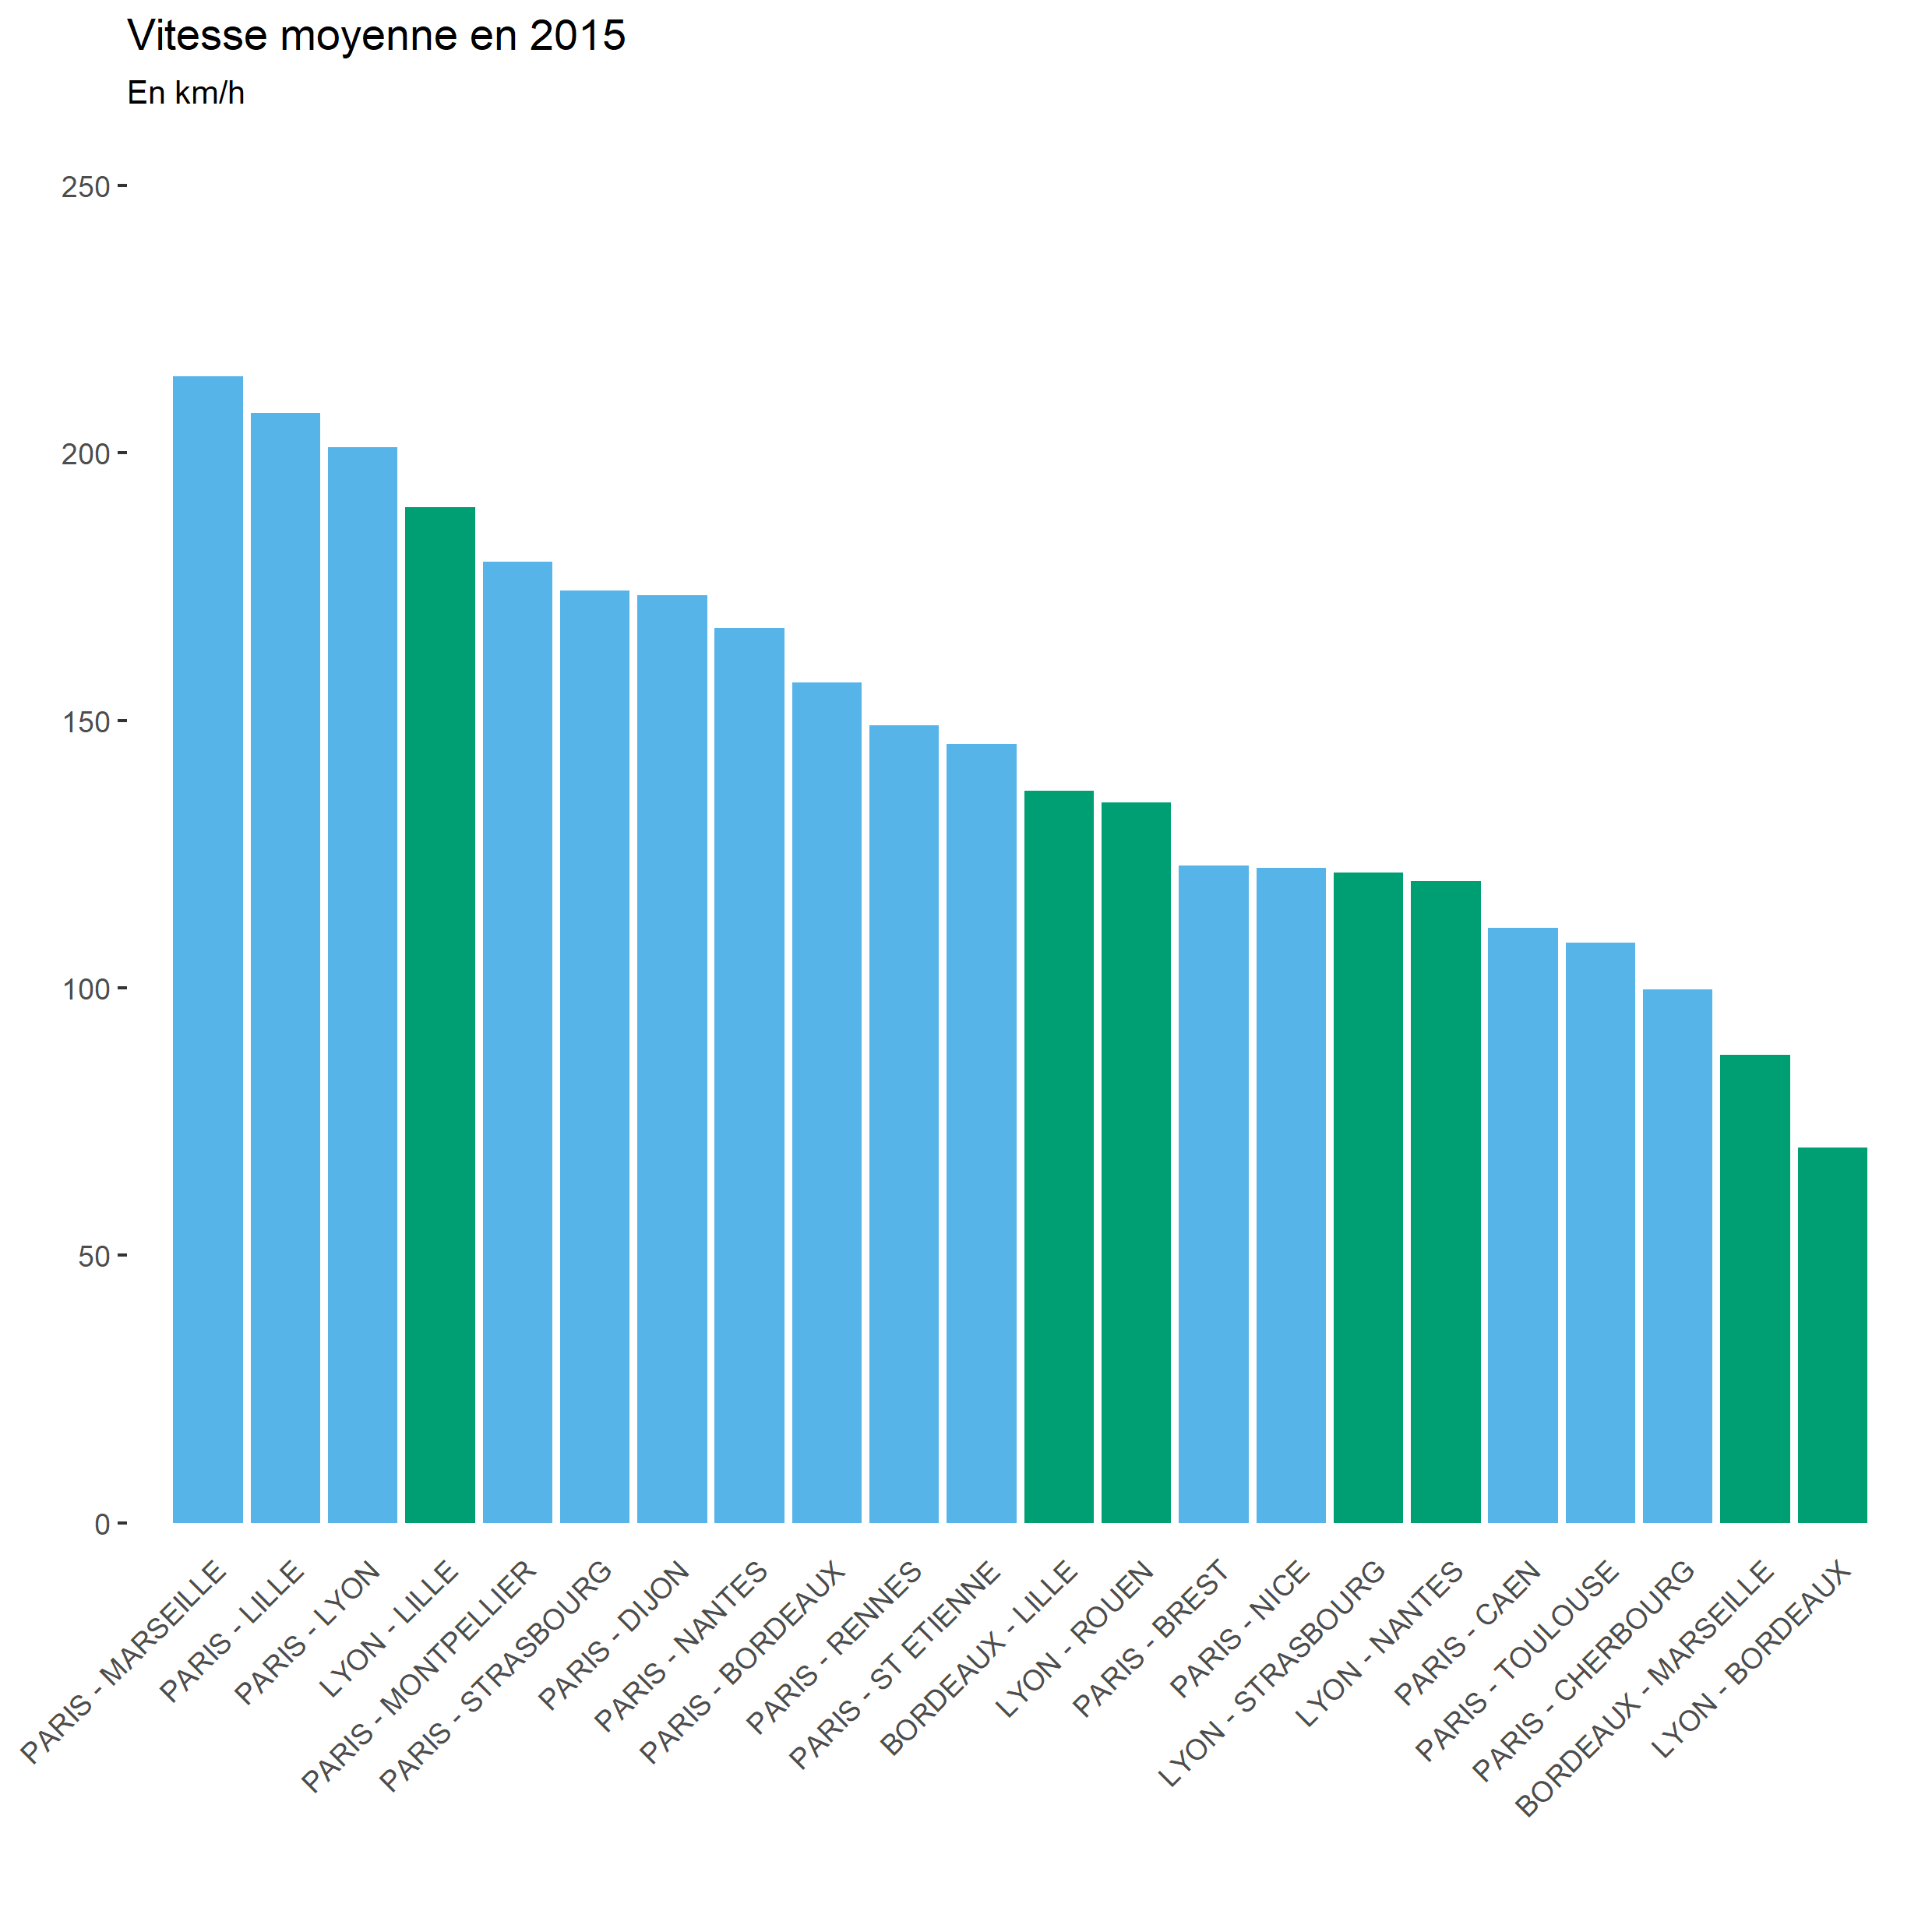 Vitesse moyenne en 2015
En km/h
250
200
150
100
50
0
PARIS - MARSEILLE
PARIS - LILLE
PARIS - LYON
LYON - LILLE
PARIS - MONTPELLIER
PARIS - STRASBOURG
PARIS - DIJON
PARIS - NANTES
PARIS - BORDEAUX
PARIS - RENNES
PARIS - ST ETIENNE
BORDEAUX - LILLE
LYON - ROUEN
PARIS - BREST
PARIS - NICE
LYON - STRASBOURG
LYON - NANTES
PARIS - CAEN
PARIS - TOULOUSE
PARIS - CHERBOURG
BORDEAUX - MARSEILLE
LYON - BORDEAUX